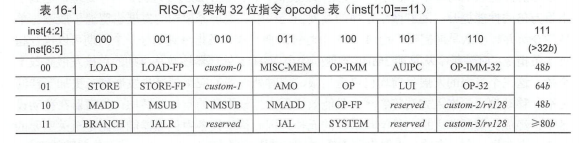 表 16-1 RISC-V 架构 32 位指令 opcode 表（inst[1:0]==11）
inst[4:2] 000 001 010 011 100 101 110 111
inst[6:5] (>32b)
00 LOAD LOAD-FP custom-0 MISC-MEM OP-IMM AUIPC OP-IMM-32 48b
01 STORE STORE-FP custom-1 AMO OP LUI OP-32 64b
10 MADD MSUB NMSUB NMADD OP-FP reserved custom-2/rv128 48b
11 BRANCH JALR reserved JAL SYSTEM reserved custom-3/rv128 ≥80b